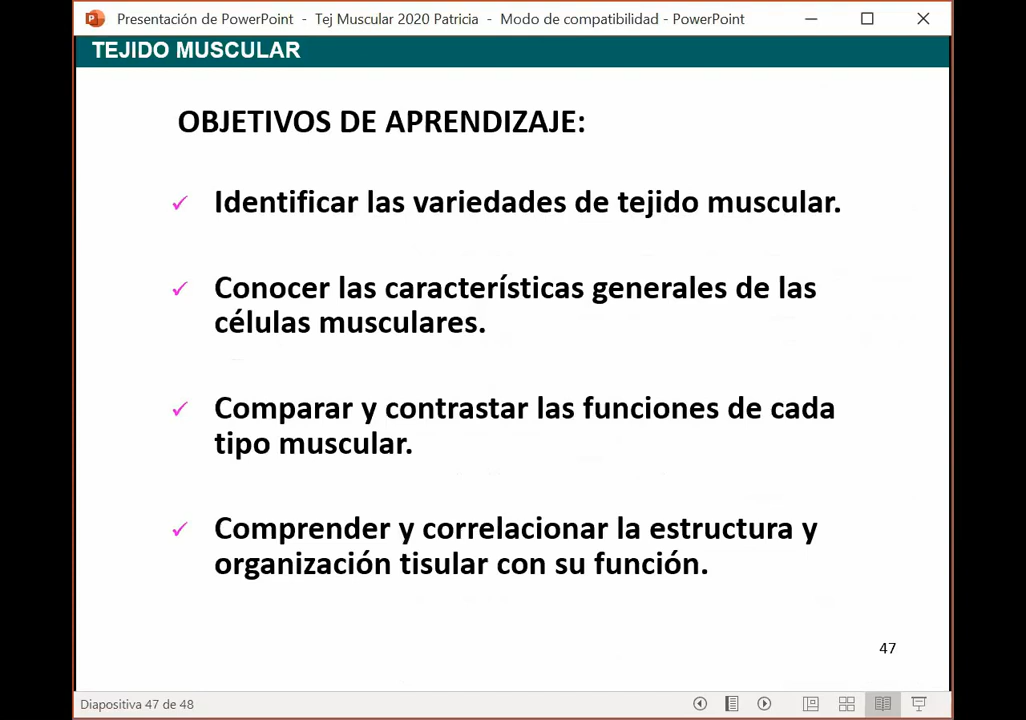 Presentación de PowerPoint - Tej Muscular 2020 Patricia - Modo de compatibilidad - PowerPoint
TEJIDO MUSCULAR
OBJETIVOS DE APRENDIZAJE:
✓ Identificar las variedades de tejido muscular.
✓ Conocer las características generales de las
células musculares.
✓ Comparar y contrastar las funciones de cada
tipo muscular.
✓ Comprender y correlacionar la estructura y
organización tisular con su función.
47
Diapositiva 47 de 48